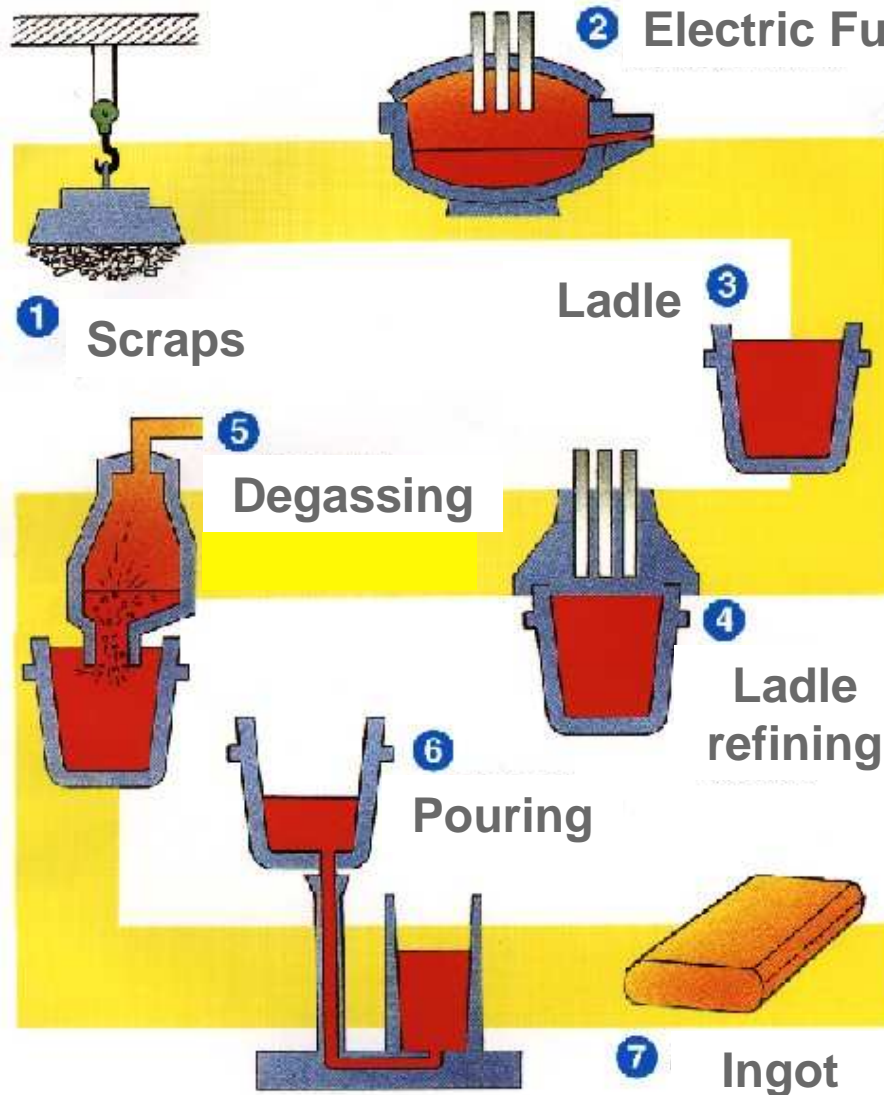 2 Electric Fu
Ladle 3
1 Scraps
5
Degassing
4
Ladle
refining
6
Pouring
7 Ingot